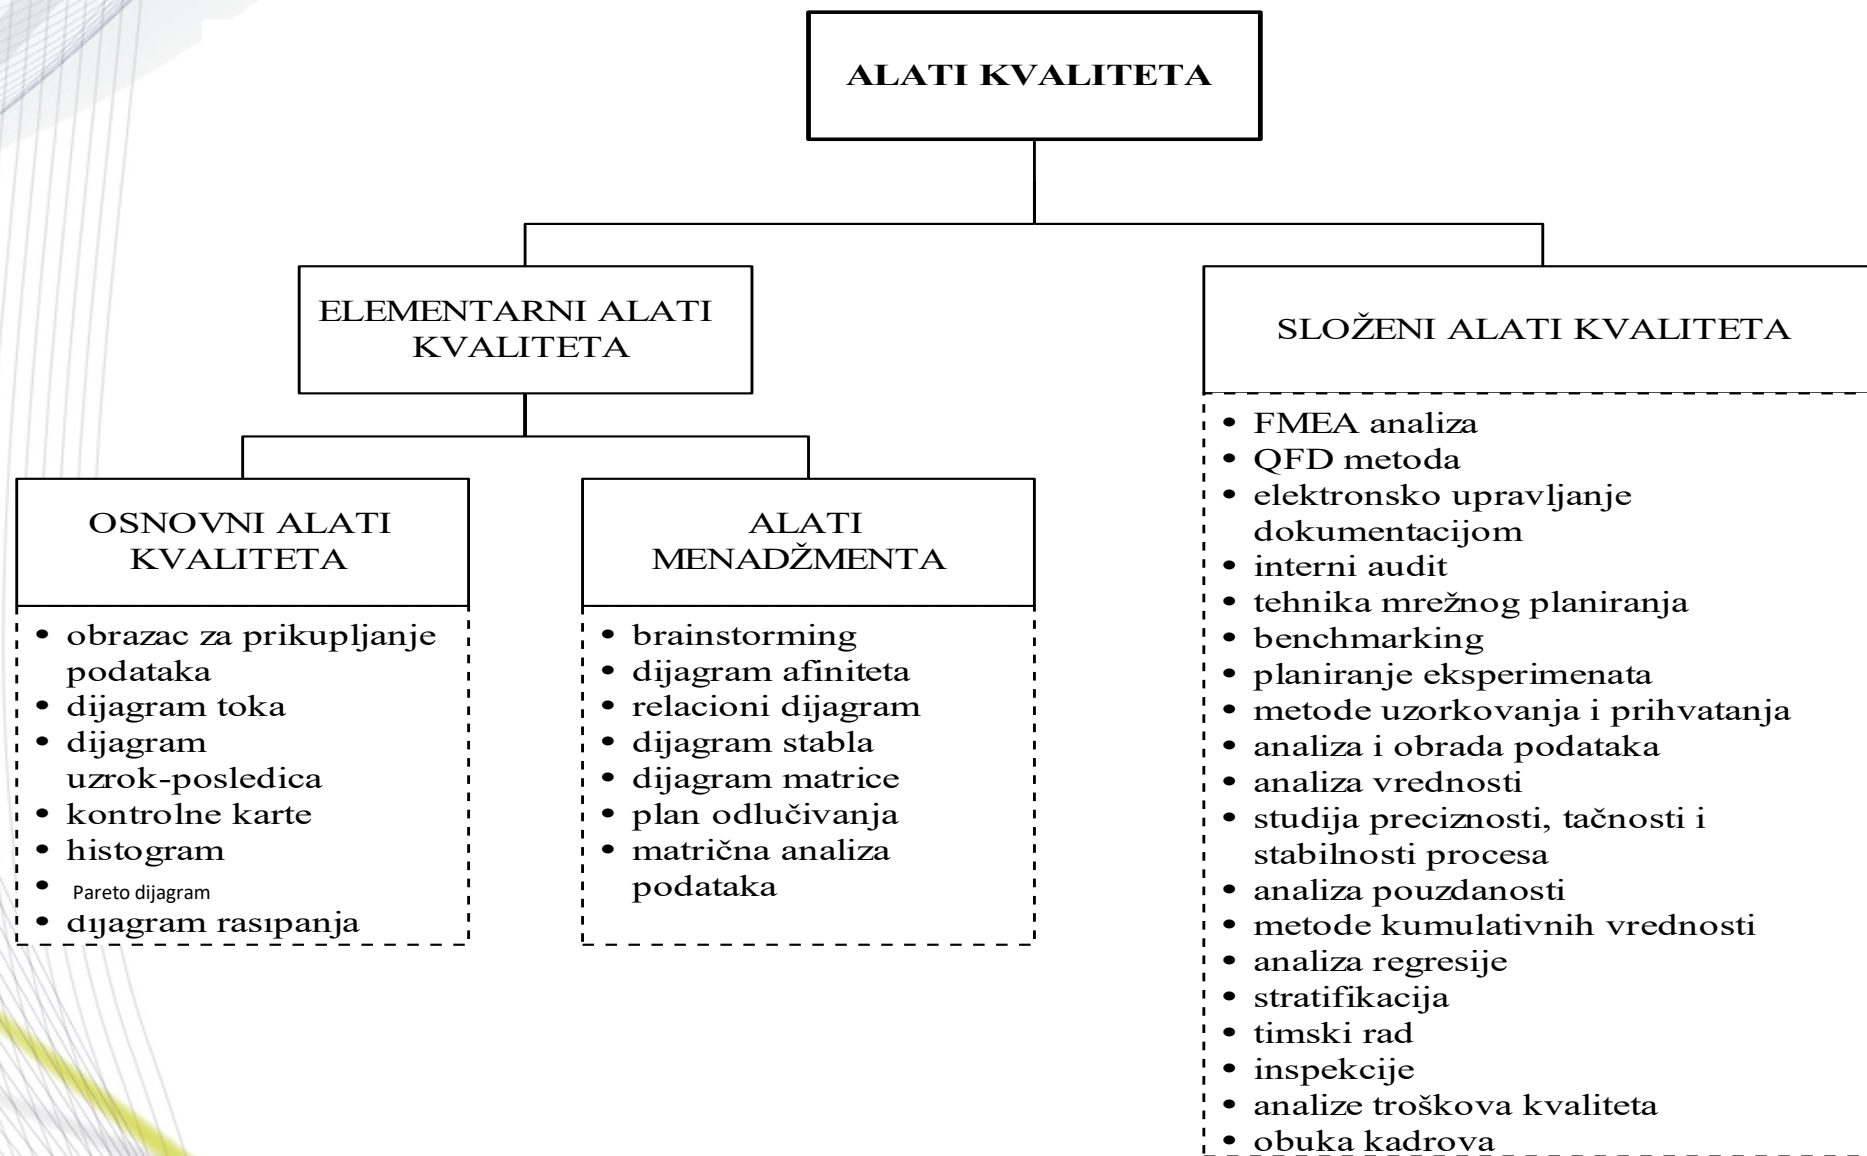 ALATI KVALITETA
ELEMENTARNI ALATI
KVALITETA
OSNOVNI ALATI
KVALITETA
• obrazac za prikupljanje
podataka
• dijagram toka
• dijagram
uzrok-posledica
• kontrolne karte
• histogram
• Pareto dijagram
• dijagram rasipanja
ALATI
MENADŽMENTA
• brainstorming
• dijagram afiniteta
• relacioni dijagram
• dijagram stabla
• dijagram matrice
• plan odlučivanja
• matrična analiza
podataka
SLOŽENI ALATI KVALITETA
• FMEA analiza
• QFD metoda
• elektronsko upravljanje
dokumentacijom
• interni audit
• tehnika mrežnog planiranja
• benchmarking
• planiranje eksperimenata
• metode uzorkovanja i prihvatanja
• analiza i obrada podataka
• analiza vrednosti
• studija preciznosti, tačnosti i
stabilnosti procesa
• analiza pouzdanosti
• metode kumulativnih vrednosti
• analiza regresije
• stratifikacija
• timski rad
• inspekcije
• analize troškova kvaliteta
• obuka kadrova